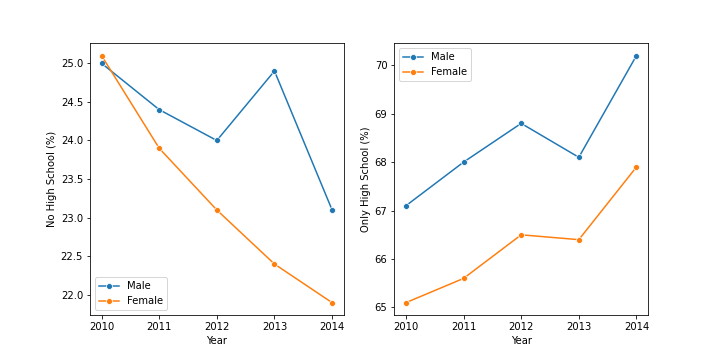 No High School (%)
25.0
24.5
24.0
23.5
23.0
22.5
22.0
Male
Female
2010 2011 2012 2013 2014
Year
Only High School (%)
70
69
68
67
66
65
Male
Female
2010 2011 2012 2013 2014
Year